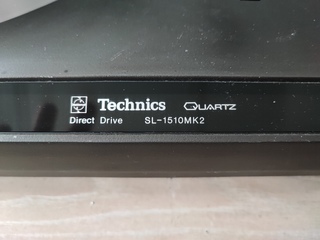 Technics QUARTZ
Direct Drive SL-1510MK2